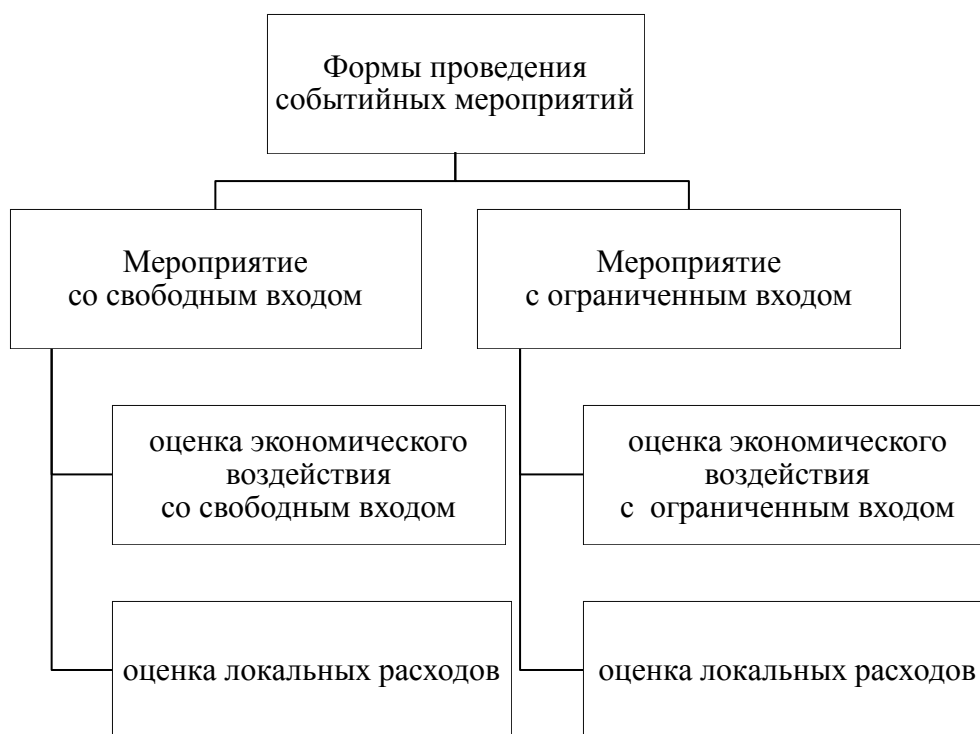 Формы проведения
событийных мероприятий
Мероприятие
со свободным входом
Мероприятие
с ограниченным входом
оценка экономического
воздействия
со свободным входом
оценка экономического
воздействия
с ограниченным входом
оценка локальных расходов
оценка локальных расходов